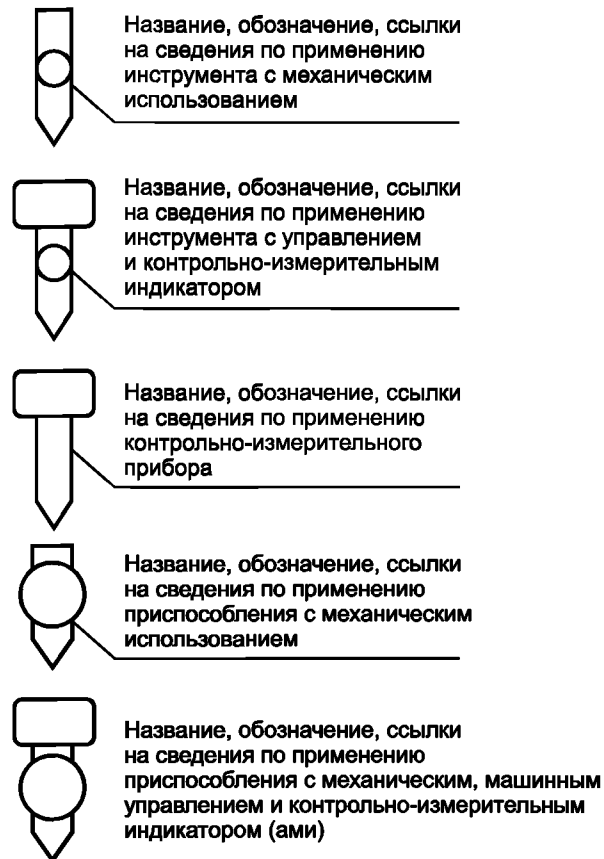 Название, обозначение, ссылки
на сведения по применению
инструмента с механическим
использованием
Название, обозначение, ссылки
на сведения по применению
инструмента с управлением
и контрольно-измерительным
индикатором
Название, обозначение, ссылки
на сведения по применению
контрольно-измерительного
прибора
Название, обозначение, ссылки
на сведения по применению
приспособления с механическим
использованием
Название, обозначение, ссылки
на сведения по применению
приспособления с механическим, машинным
управлением и контрольно-измерительным
индикатором (ами)